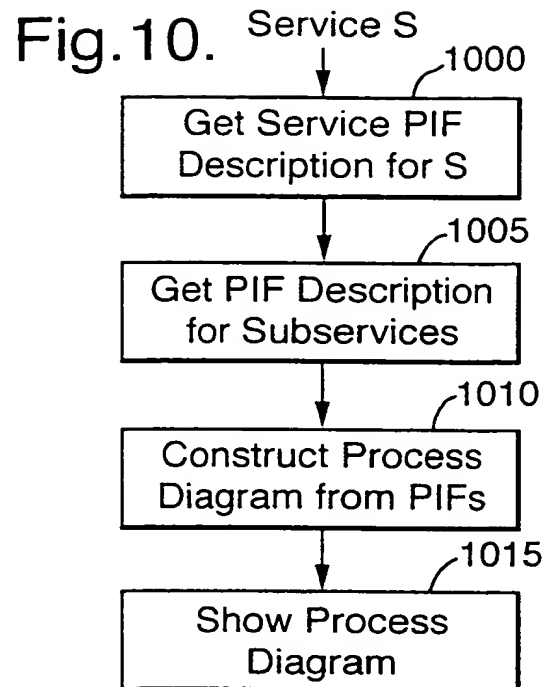 Fig.10.
Service S
1000
Get Service PIF
Description for S
1005
Get PIF Description
for Subservices
1010
Construct Process
Diagram from PIFs
1015
Show Process
Diagram